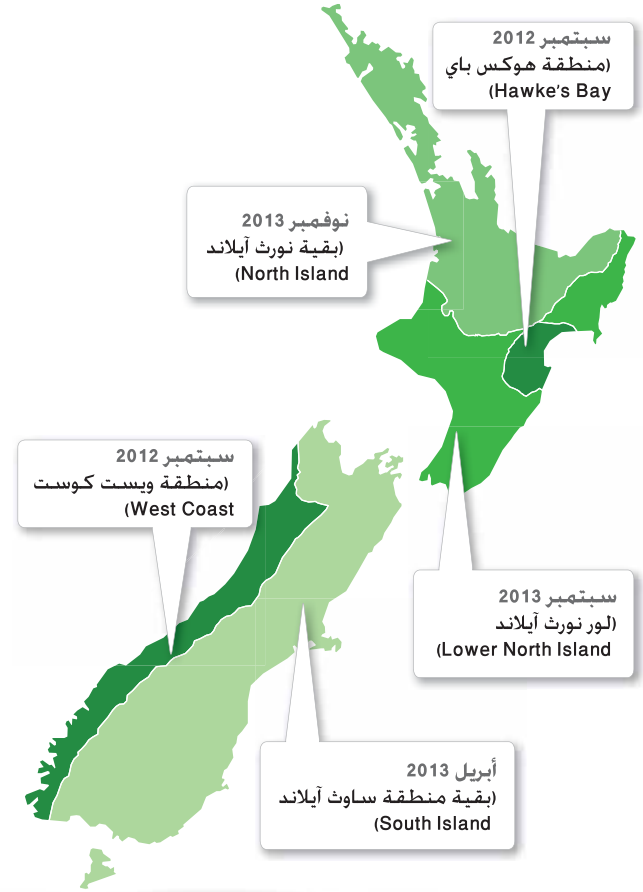 سبتمبر 2012
(منطقة هوكس باي
Hawke's Bay)
نوفمبر 2013
(بقية نورث آيلاند
North Island)
سبتمبر 2012
(منطقة ويست كوست
West Coast)
سبتمبر 2013
(لور نورث آيلاند
Lower North Island)
أبريل 2013
(بقية منطقة ساوث آيلاند
South Island)